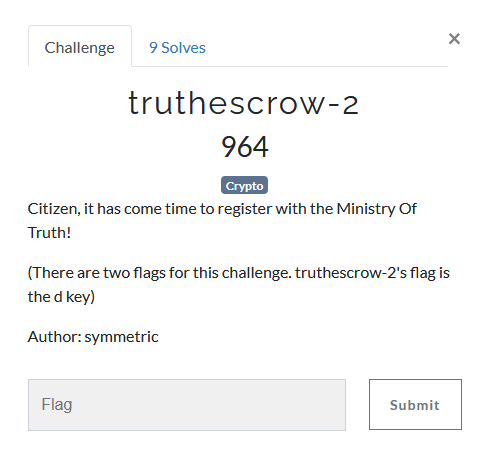 Challenge
9 Solves
×
truthescrow-2
964
Crypto
Citizen, it has come time to register with the Ministry Of
Truth!
(There are two flags for this challenge. truthescrow-2's flag is
the d key)
Author: symmetric
Flag
Submit